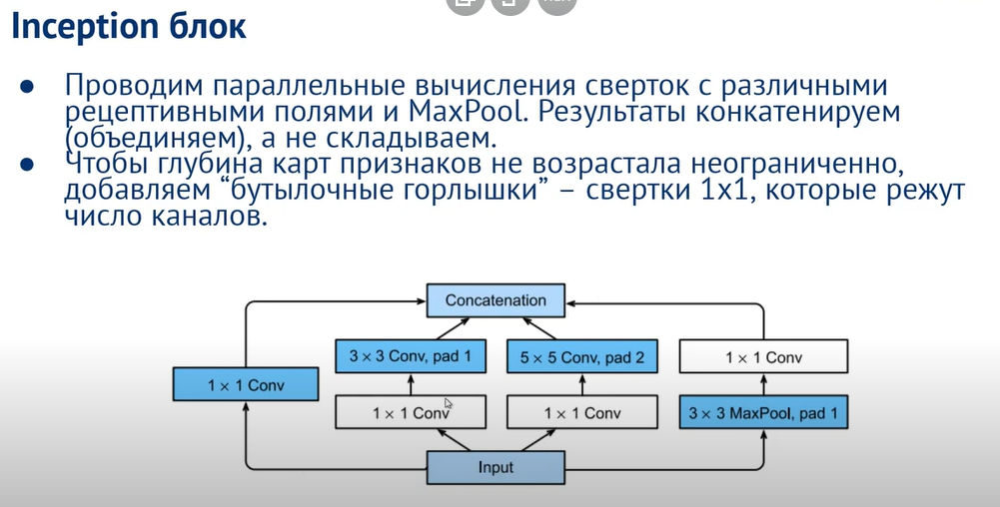 Inception блок
● Проводим параллельные вычисления сверток с различными
рецептивными полями и MaxPool. Результаты конкатенируем
(объединяем), а не складываем.
● Чтобы глубина карт признаков не возрастала неограниченно,
добавляем “бутылочные горлышки” – свертки 1x1, которые режут
число каналов.
Concatenation
3 × 3 Conv, pad 1
5 × 5 Conv, pad 2
1 × 1 Conv
1 × 1 Conv
1 × 1 Conv
1 × 1 Conv
3 × 3 MaxPool, pad 1
Input